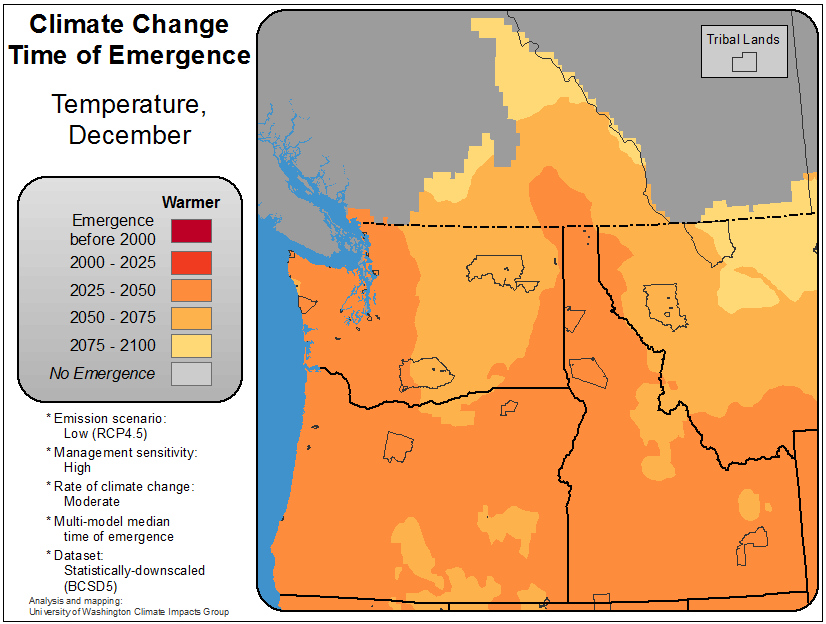 Climate Change
Time of Emergence
Temperature,
December
Warmer
Emergence
before 2000
2000 - 2025
2025 - 2050
2050 - 2075
2075 - 2100
No Emergence
* Emission scenario:
Low (RCP4.5)
* Management sensitivity:
High
* Rate of climate change:
Moderate
* Multi-model median
time of emergence
* Dataset:
Statistically-downscaled
(BCSD5)
Analysis and mapping:
University of Washington Climate Impacts Group
Tribal Lands